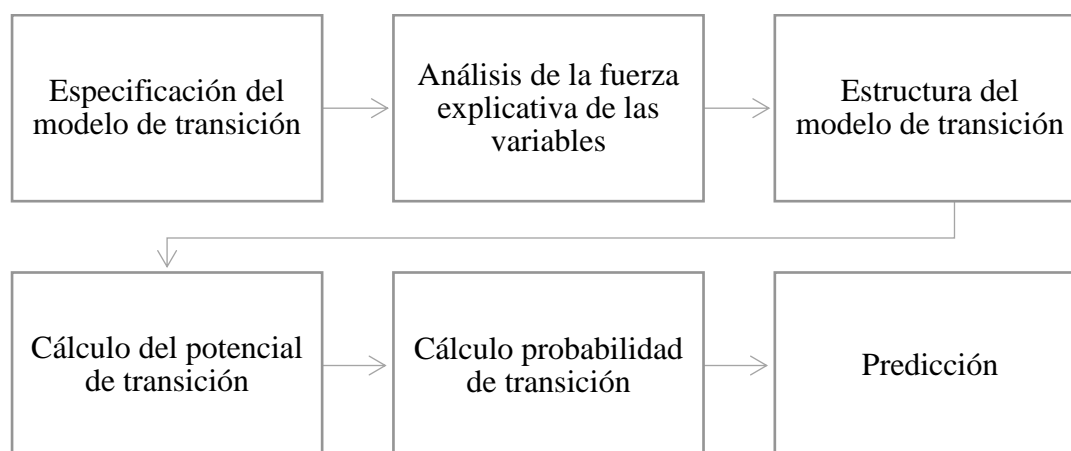 Especificación del
modelo de transición
Análisis de la fuerza
explicativa de las
variables
Estructura del
modelo de transición
Cálculo del potencial
de transición
Cálculo probabilidad
de transición
Predicción